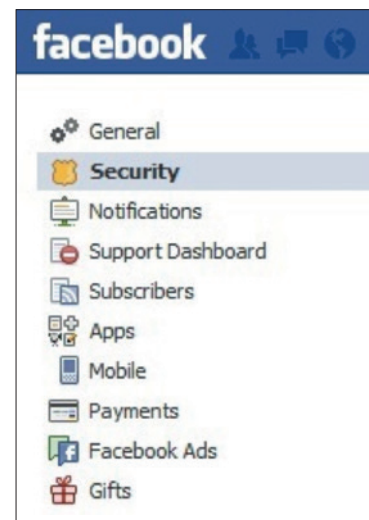 facebook
General
Security
Notifications
Support Dashboard
Subscribers
Apps
Mobile
Payments
Facebook Ads
Gifts